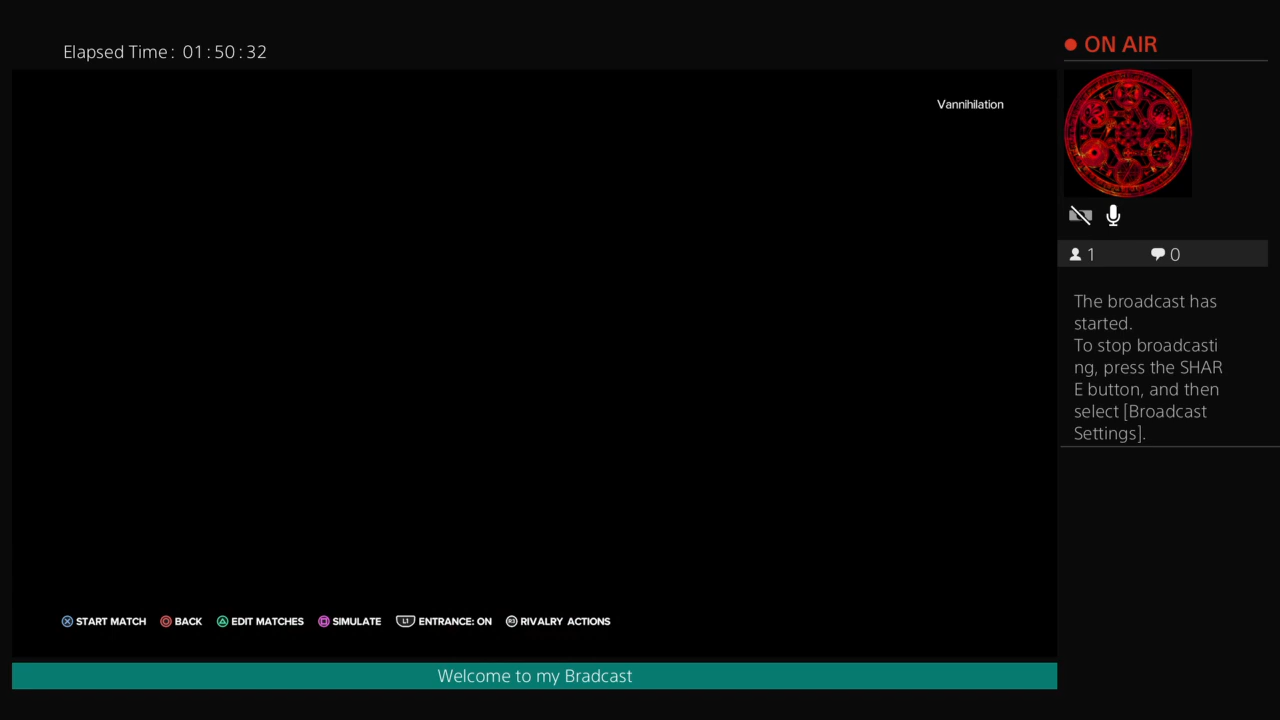 Elapsed Time: 01:50:32
ON AIR
Vannihilation
1 0
The broadcast has
started.
To stop broadcasti
ng, press the SHAR
E button, and then
select [Broadcast
Settings].
START MATCH BACK EDIT MATCHES SIMULATE L1 ENTRANCE: ON R3 RIVALRY ACTIONS
Welcome to my Bradcast